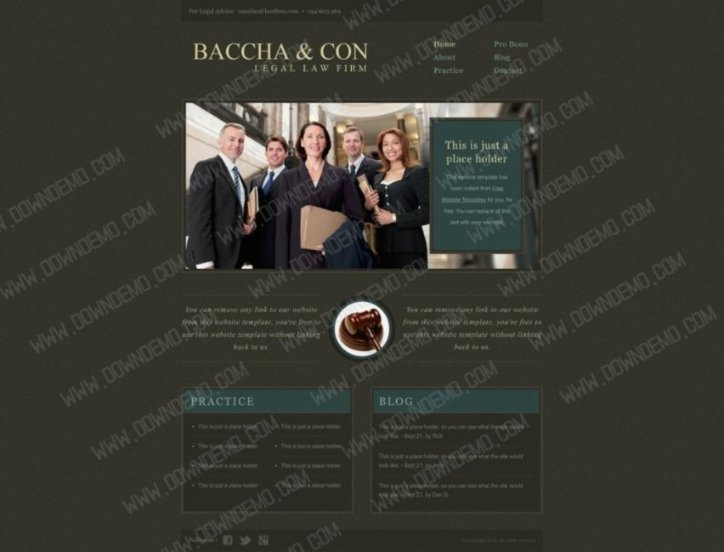 For Legal Advice: emailus@lawfirm.com • 194 603 369
BACCHA & CON
LEGAL LAW FIRM
Home
About
Practice
Pro Bono
Blog
Contact
This is just a
place holder
This website template has
been collect from Free
Website Templates for you, for
free. You can replace all this
text with your own text.
You can remove any link to our website
from this website template, you're free to
use this website template without linking
back to us.
You can remove any link to our website
from this website template, you're free to
use this website template without linking
back to us.
PRACTICE
• This is just a place holder
• This is just a place holder
• This is just a place holder
• This is just a place holder
• This is just a place holder
• This is just a place holder
• This is just a place holder
• This is just a place holder
BLOG
This is just a place holder, so you can see what the site would
look like. - Sept 21, by Rick
This is just a place holder, so you can see what the site would
look like. - Sept 21, by
This is just a place holder, so you can see what the site would
look like. - Sept 21, by Dan G.
Follow us :
WWW.DOWNDEMO.COM